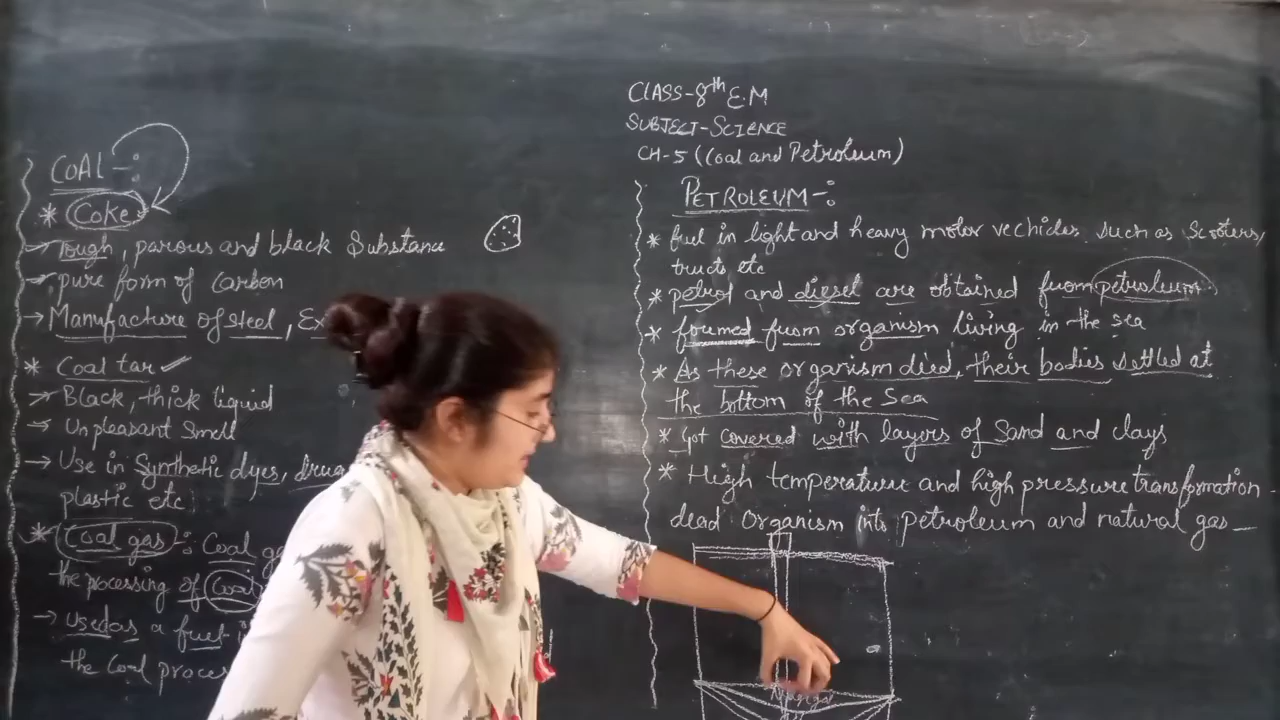 CLASS-8th E.M
SUBJECT-SCIENCE
CH-5 (Coal and Petroleum)
COAL-:
* Coke
→ Tough, parous and black Substance
→ pure form of Carbon
→ Manufacture of steel, Ex
* Coal tar ✓
→ Black, thick liquid
→ Unpleasant Smell
→ Use in Synthetic dyes, drug
plastic etc
* Coal gas-: Coal ga
the processing of Coal
→ used as a fuel
the Coal proces
PETROLEUM-:
* fuel in light and heavy motor vechicles such as Scooters,
tructs etc
* petrol and diesel are obtained from petroleum.
* foumed from organism living in the sea
* As these organism died, their bodies settled at
the bottom of the Sea
* Got covered with layers of Sand and clays
* High temperature and high pressure transformation
dead organism into petroleum and natural gas